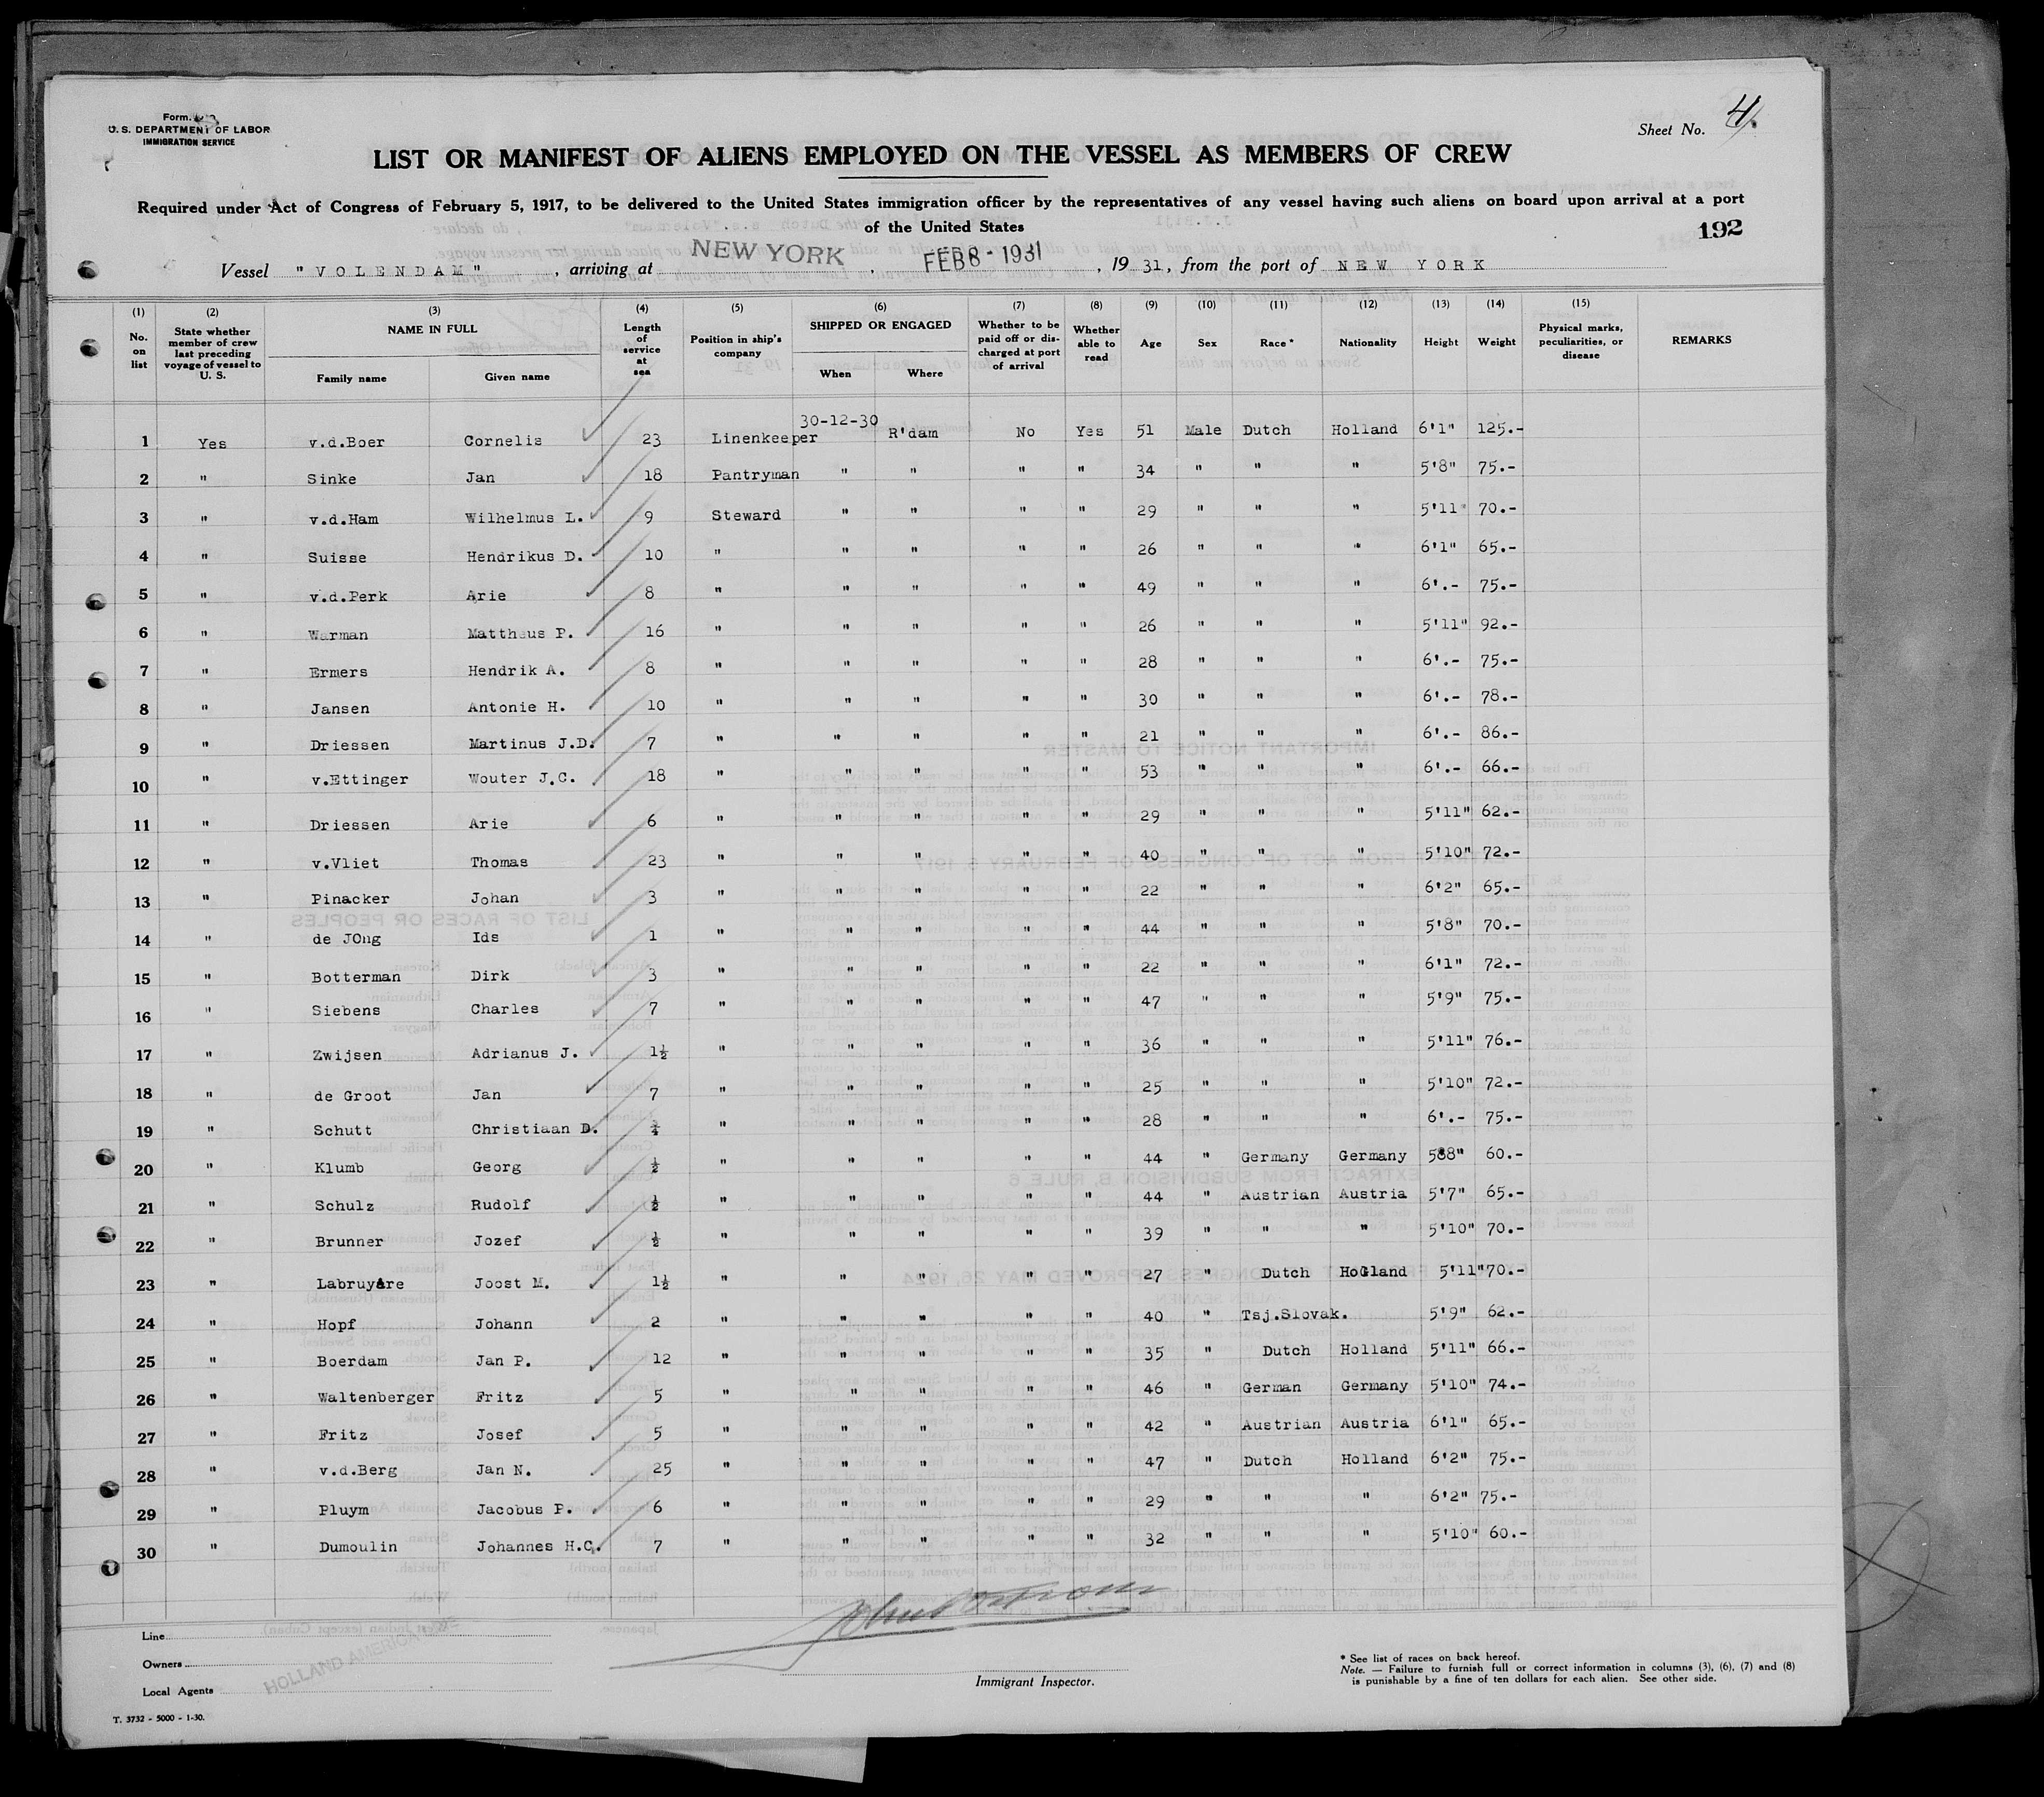 Form.
U. S. DEPARTMENT OF LABOR
IMMIGRATION SERVICE
Sheet No. 4.
LIST OR MANIFEST OF ALIENS EMPLOYED ON THE VESSEL AS MEMBERS OF CREW
Required under Act of Congress of February 5, 1917, to be delivered to the United States immigration officer by the representatives of any vessel having such aliens on board upon arrival at a port
of the United States
192
Vessel "VOLENDAM", arriving at NEW YORK, FEB 8 - 1931, 19 31, from the port of NEW YORK
(1) (2) (3) (4) (5) (6) (7) (8) (9) (10) (11) (12) (13) (14) (15)
No. on list | State whether member of crew last preceding voyage of vessel to U. S. | NAME IN FULL | Family name | Given name | Length of service at sea | Position in ship's company | SHIPPED OR ENGAGED | When | Where | Whether to be paid off or discharged at port of arrival | Whether able to read | Age | Sex | Race * | Nationality | Height | Weight | Physical marks, peculiarities, or disease | REMARKS
1 Yes v.d.Boer Cornelis 23 Linenkeeper 30-12-30 R'dam No Yes 51 Male Dutch Holland 6'1" 125.-
2 " Sinke Jan 18 Pantryman " " " " 34 " " " 5'8" 75.-
3 " v.d.Ham Wilhelmus L. 9 Steward " " " " 29 " " " 5'11" 70.-
4 " Suisse Hendrikus D. 10 " " " " " 26 " " " 6'1" 65.-
5 " v.d.Perk Arie 8 " " " " " 49 " " " 6'.- 75.-
6 " Warman Mattheus P. 16 " " " " " 26 " " " 5'11" 92.-
7 " Ermers Hendrik A. 8 " " " " " 28 " " " 6'.- 75.-
8 " Jansen Antonie H. 10 " " " " " 30 " " " 6'.- 78.-
9 " Driessen Martinus J.D. 7 " " " " " 21 " " " 6'.- 86.-
10 " v.Ettinger Wouter J.C. 18 " " " " " 53 " " " 6'.- 66.-
11 " Driessen Arie 6 " " " " " 29 " " " 5'11" 62.-
12 " v.Vliet Thomas 23 " " " " " 40 " " " 5'10" 72.-
13 " Pinacker Johan 3 " " " " " 22 " " " 6'2" 65.-
14 " de JOng Ids 1 " " " " " 44 " " " 5'8" 70.-
15 " Botterman Dirk 3 " " " " " 22 " " " 6'1" 72.-
16 " Siebens Charles 7 " " " " " 47 " " " 5'9" 75.-
17 " Zwijsen Adrianus J. 1½ " " " " " 36 " " " 5'11" 76.-
18 " de Groot Jan 7 " " " " " 25 " " " 5'10" 72.-
19 " Schutt Christiaan D. " " " " " 28 " " " 6'.- 75.-
20 " Klumb Georg ½ " " " " " 44 " Germany Germany 588" 60.-
21 " Schulz Rudolf ½ " " " " " 44 " Austrian Austria 5'7" 65.-
22 " Brunner Jozef ½ " " " " " 39 " " " 5'10" 70.-
23 " Labruyere Joost M. 1½ " " " " " 27 " Dutch Holland 5'11" 70.-
24 " Hopf Johann 2 " " " " " 40 " Tsj.Slovak. 5'9" 62.-
25 " Boerdam Jan P. 12 " " " " " 35 " Dutch Holland 5'11" 66.-
26 " Waltenberger Fritz 5 " " " " " 46 " German Germany 5'10" 74.-
27 " Fritz Josef 5 " " " " " 42 " Austrian Austria 6'1" 65.-
28 " v.d.Berg Jan N. 25 " " " " " 47 " Dutch Holland 6'2" 75.-
29 " Pluym Jacobus P. 6 " " " " " 29 " " " 6'2" 75.-
30 " Dumoulin Johannes H.C. 7 " " " " " 32 " " " 5'10" 60.-
Line
Owners
Local Agents
HOLLAND AMERICA LINE
Immigrant Inspector.
* See list of races on back hereof.
Note. — Failure to furnish full or correct information in columns (3), (6), (7) and (8)
is punishable by a fine of ten dollars for each alien. See other side.
T. 3732 - 5000 - 1-30.